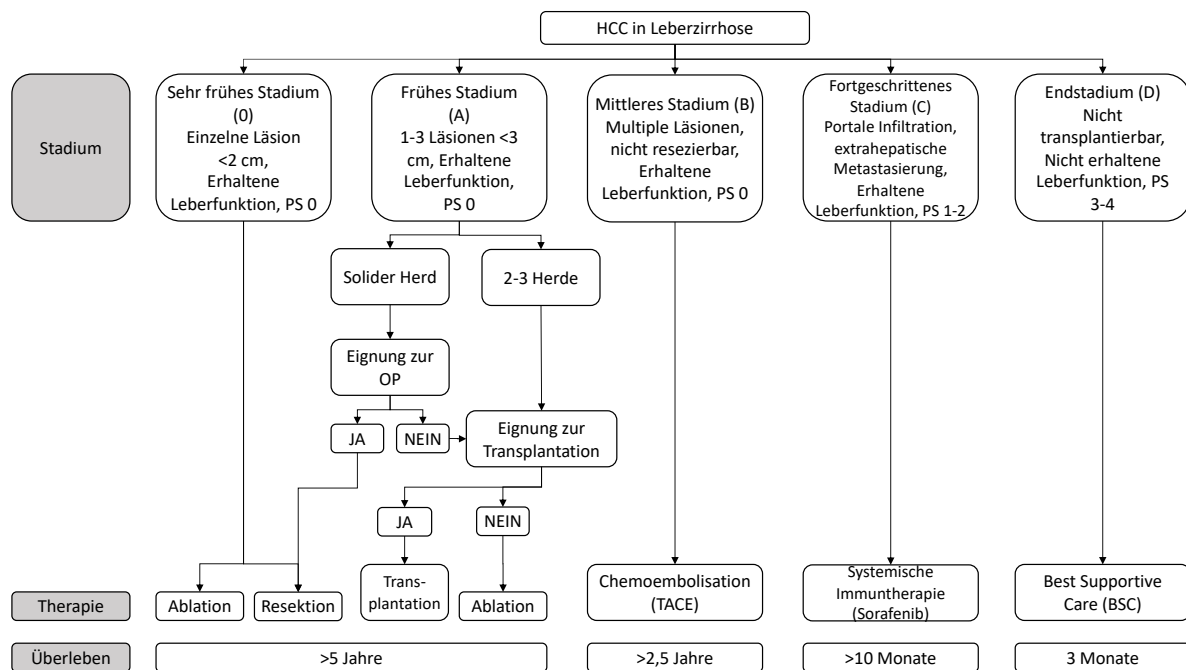 HCC in Leberzirrhose
Stadium
Sehr frühes Stadium
(0)
Einzelne Läsion
<2 cm,
Erhaltene
Leberfunktion, PS 0
Frühes Stadium
(A)
1-3 Läsionen <3
cm, Erhaltene
Leberfunktion,
PS 0
Mittleres Stadium (B)
Multiple Läsionen,
nicht resezierbar,
Erhaltene
Leberfunktion, PS 0
Fortgeschrittenes
Stadium (C)
Portale Infiltration,
extrahepatische
Metastasierung,
Erhaltene
Leberfunktion, PS 1-2
Endstadium (D)
Nicht
transplantierbar,
Nicht erhaltene
Leberfunktion, PS
3-4
Solider Herd
2-3 Herde
Eignung zur
OP
JA
NEIN
Eignung zur
Transplantation
JA
NEIN
Therapie
Ablation
Resektion
Trans-
plantation
Ablation
Chemoembolisation
(TACE)
Systemische
Immuntherapie
(Sorafenib)
Best Supportive
Care (BSC)
Überleben
>5 Jahre
>2,5 Jahre
>10 Monate
3 Monate